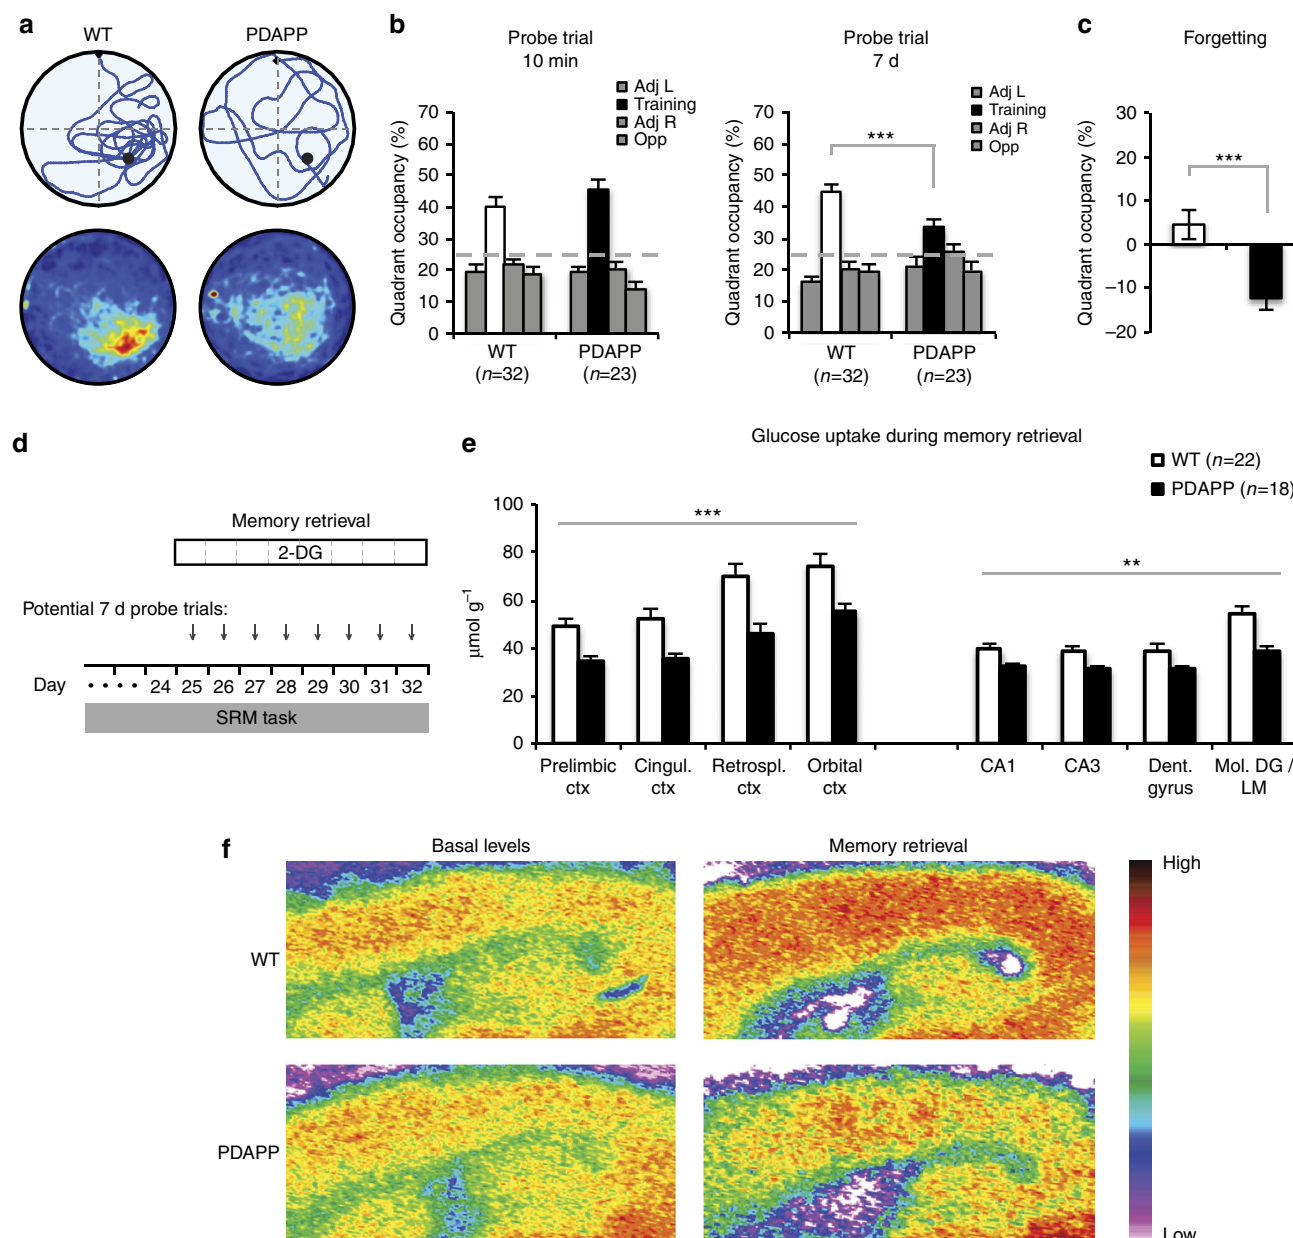 a
WT
PDAPP
b
Probe trial
10 min
Adj L
Training
Adj R
Opp
Quadrant occupancy (%)
70
60
50
40
30
20
10
0
WT
(n=32)
PDAPP
(n=23)
Probe trial
7 d
Adj L
Training
Adj R
Opp
Quadrant occupancy (%)
70
60
50
40
30
20
10
0
***
WT
(n=32)
PDAPP
(n=23)
c
Forgetting
Quadrant occupancy (%)
30
20
10
0
–10
–20
***
d
Memory retrieval
2-DG
Potential 7 d probe trials:
Day
24 25 26 27 28 29 30 31 32
SRM task
e
Glucose uptake during memory retrieval
WT (n=22)
PDAPP (n=18)
μmol g–1
100
80
60
40
20
0
***
**
Prelimbic ctx
Cingul. ctx
Retrospl. ctx
Orbital ctx
CA1
CA3
Dent. gyrus
Mol. DG / LM
f
Basal levels
Memory retrieval
WT
PDAPP
High
Low